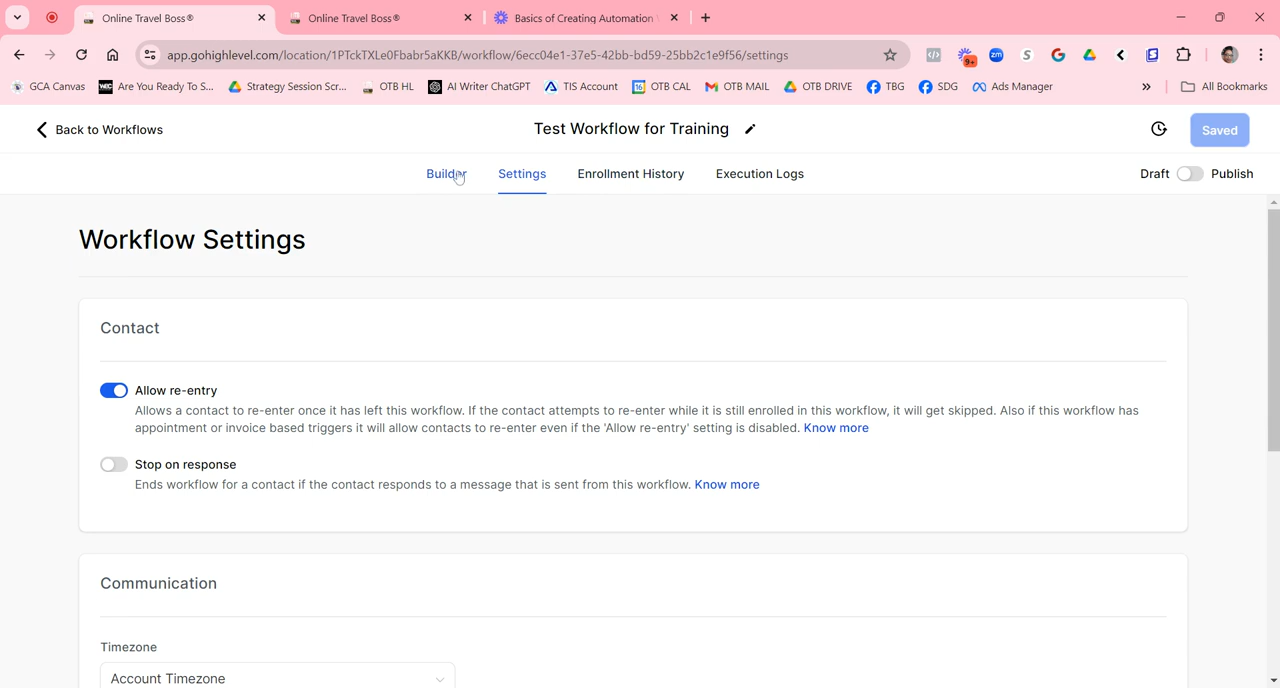 Online Travel Boss®
Online Travel Boss®
Basics of Creating Automation
app.gohighlevel.com/location/1PTckTXLe0Fbabr5aKKB/workflow/6ecc04e1-37e5-42bb-bd59-25bb2c1e9f56/settings
9+
zm
GCA Canvas
Are You Ready To S...
Strategy Session Scr...
OTB HL
AI Writer ChatGPT
TIS Account
16
OTB CAL
OTB MAIL
OTB DRIVE
TBG
SDG
Ads Manager
»
All Bookmarks
Back to Workflows
Test Workflow for Training
Saved
Builder
Settings
Enrollment History
Execution Logs
Draft
Publish
Workflow Settings
Contact
Allow re-entry
Allows a contact to re-enter once it has left this workflow. If the contact attempts to re-enter while it is still enrolled in this workflow, it will get skipped. Also if this workflow has
appointment or invoice based triggers it will allow contacts to re-enter even if the 'Allow re-entry' setting is disabled. Know more
Stop on response
Ends workflow for a contact if the contact responds to a message that is sent from this workflow. Know more
Communication
Timezone
Account Timezone